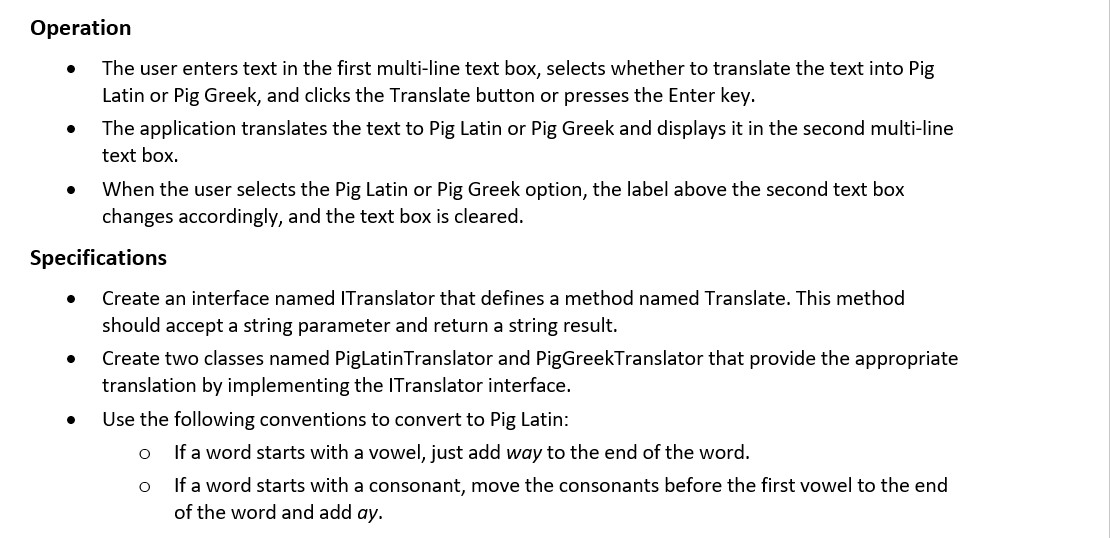 Operation
• The user enters text in the first multi-line text box, selects whether to translate the text into Pig
Latin or Pig Greek, and clicks the Translate button or presses the Enter key.
• The application translates the text to Pig Latin or Pig Greek and displays it in the second multi-line
text box.
• When the user selects the Pig Latin or Pig Greek option, the label above the second text box
changes accordingly, and the text box is cleared.
Specifications
• Create an interface named ITranslator that defines a method named Translate. This method
should accept a string parameter and return a string result.
• Create two classes named PigLatinTranslator and PigGreekTranslator that provide the appropriate
translation by implementing the ITranslator interface.
• Use the following conventions to convert to Pig Latin:
o If a word starts with a vowel, just add way to the end of the word.
o If a word starts with a consonant, move the consonants before the first vowel to the end
of the word and add ay.